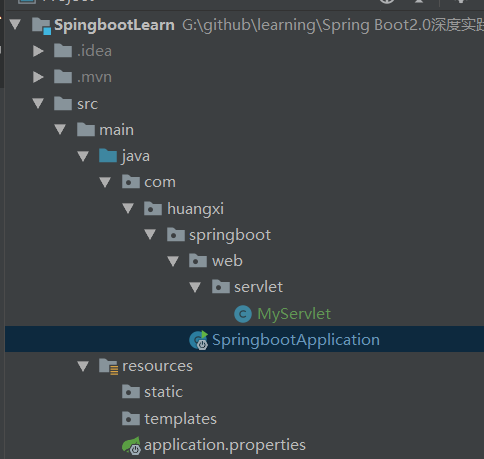 SpingbootLearn G:\github\learning\Spring Boot2.0深度实践
.idea
.mvn
src
main
java
com
huangxi
springboot
web
servlet
MyServlet
SpringbootApplication
resources
static
templates
application.properties